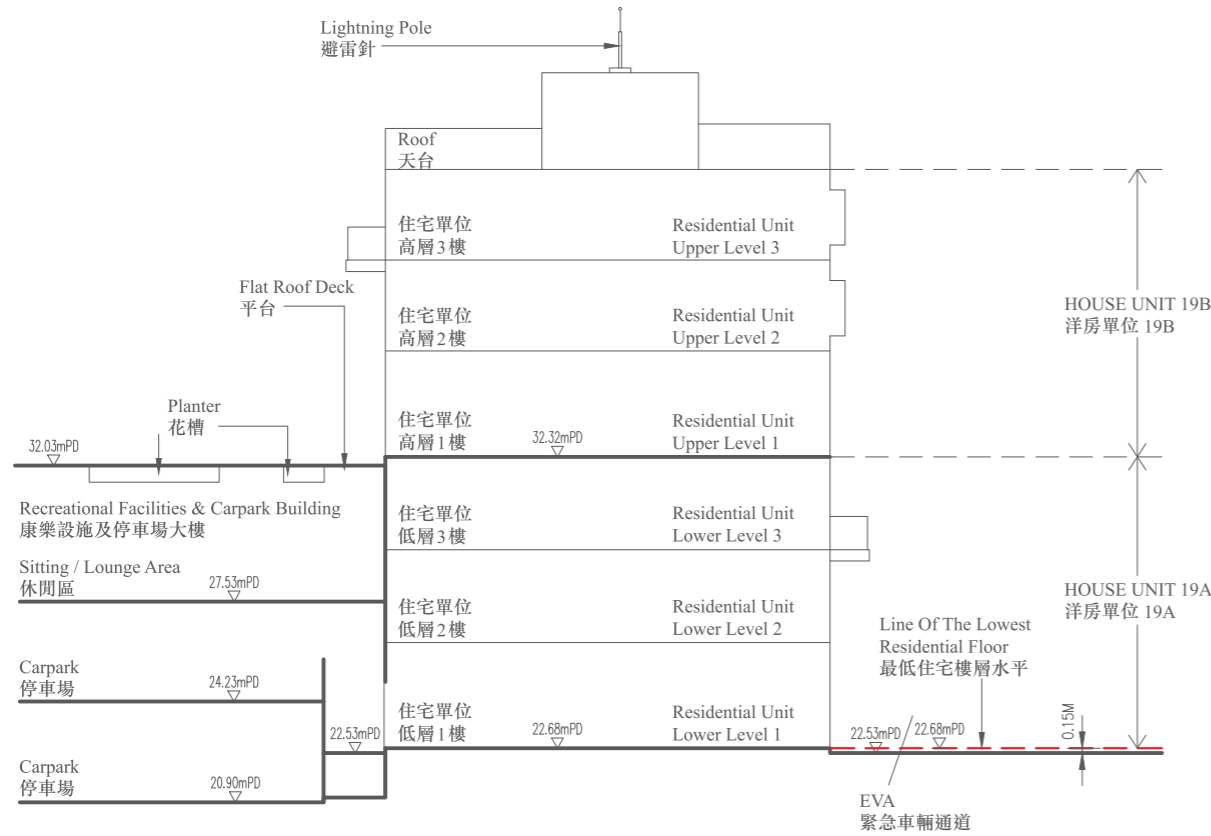 Lightning Pole
避雷針
Roof
天台
住宅單位
高層3樓
Residential Unit
Upper Level 3
Flat Roof Deck
平台
住宅單位
高層2樓
Residential Unit
Upper Level 2
HOUSE UNIT 19B
洋房單位 19B
Planter
花槽
住宅單位
高層1樓
Residential Unit
Upper Level 1
32.03mPD
32.32mPD
Recreational Facilities & Carpark Building
康樂設施及停車場大樓
住宅單位
低層3樓
Residential Unit
Lower Level 3
Sitting / Lounge Area
休閒區
27.53mPD
住宅單位
低層2樓
Residential Unit
Lower Level 2
HOUSE UNIT 19A
洋房單位 19A
Line Of The Lowest
Residential Floor
最低住宅樓層水平
Carpark
停車場
24.23mPD
住宅單位
低層1樓
Residential Unit
Lower Level 1
22.53mPD
22.68mPD
22.53mPD
22.68mPD
0.15M
Carpark
停車場
20.90mPD
EVA
緊急車輛通道